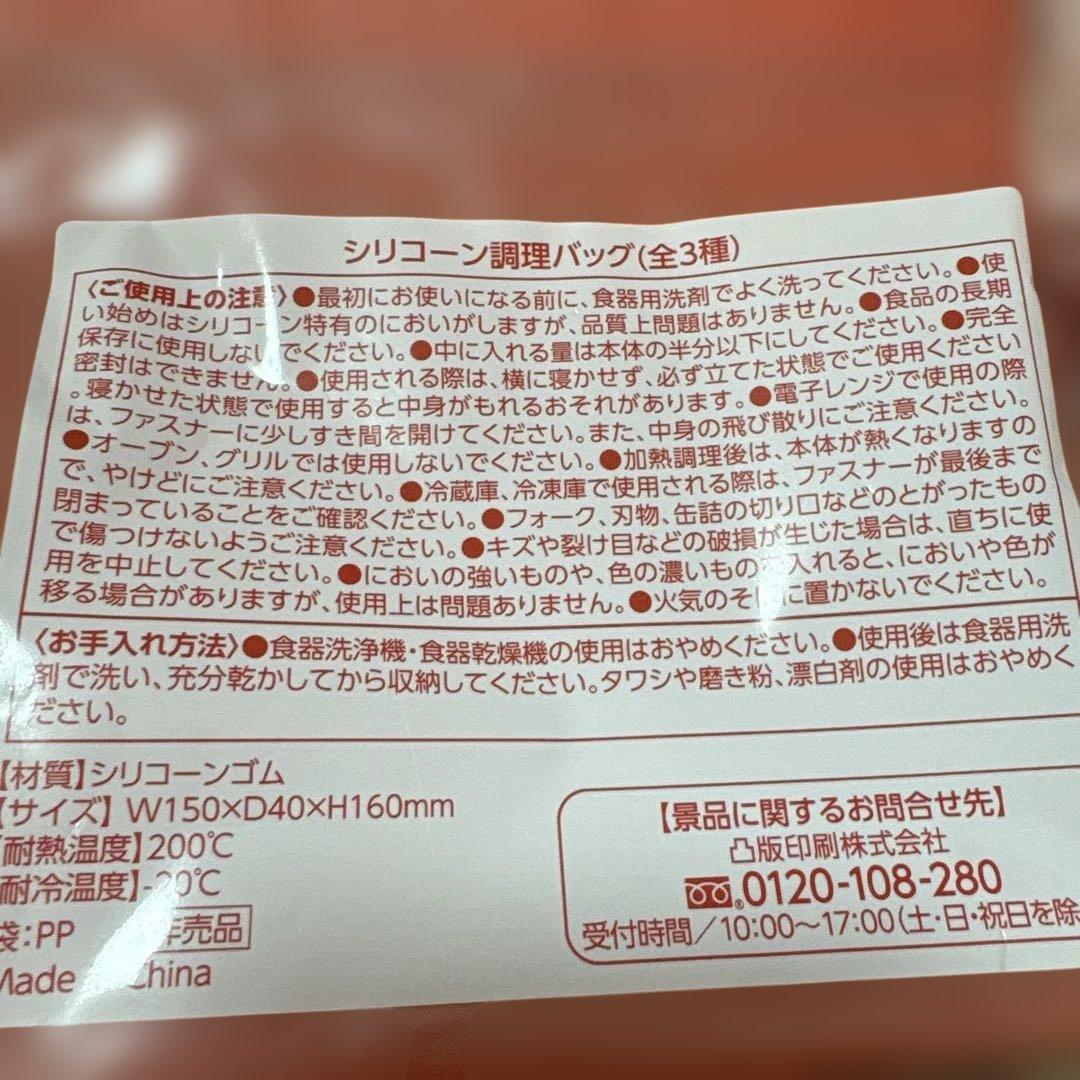 シリコーン調理バッグ(全3種)
〈ご使用上の注意〉●最初にお使いになる前に、食器用洗剤でよく洗ってください。●使
い始めはシリコーン特有のにおいがしますが、品質上問題はありません。●食品の長期
保存に使用しないでください。●中に入れる量は本体の半分以下にしてください。●完全
密封はできません。●使用される際は、横に寝かせず、必ず立てた状態でご使用ください
。寝かせた状態で使用すると中身がもれるおそれがあります。●電子レンジで使用の際
は、ファスナーに少しすき間を開けてください。また、中身の飛び散りにご注意ください。
●オーブン、グリルでは使用しないでください。●加熱調理後は、本体が熱くなりますの
で、やけどにご注意ください。●冷蔵庫、冷凍庫で使用される際は、ファスナーが最後まで
閉まっていることをご確認ください。●フォーク、刃物、缶詰の切り口などのとがったもの
で傷つけないようご注意ください。●キズや裂け目などの破損が生じた場合は、直ちに使
用を中止してください。●においの強いものや、色の濃いもの 入れると、においや色が
移る場合がありますが、使用上は問題ありません。●火気のそ に置かないでください。
〈お手入れ方法〉●食器洗浄機・食器乾燥機の使用はおやめください。●使用後は食器用洗
剤で洗い、充分乾かしてから収納してください。タワシや磨き粉、漂白剤の使用はおやめく
ださい。
【材質】シリコーンゴム
【サイズ】W150×D40×H160mm
【耐熱温度】200℃
耐冷温度】-20℃
袋:PP 非売品
Made China
【景品に関するお問合せ先】
凸版印刷株式会社
0120-108-280
受付時間/10:00〜17:00(土・日・祝日を除